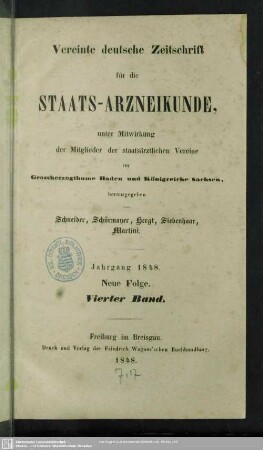 Vereinte deutsche Zeitschrift
für die
STAATS-ARZNEIKUNDE,
unter Mitwirkung
der Mitglieder der staatsärztlichen Vereine
im
Grossherzogthume Baden und Königreiche Sachsen,
herausgegeben
von
Schneider, Schürmayer, Hergt, Siebenhaar,
Martini.
Jahrgang 1848.
Neue Folge.
Vierter Band.
Freiburg im Breisgau.
Druck und Verlag der Friedrich Wagner'schen Buchhandlung.
1848.